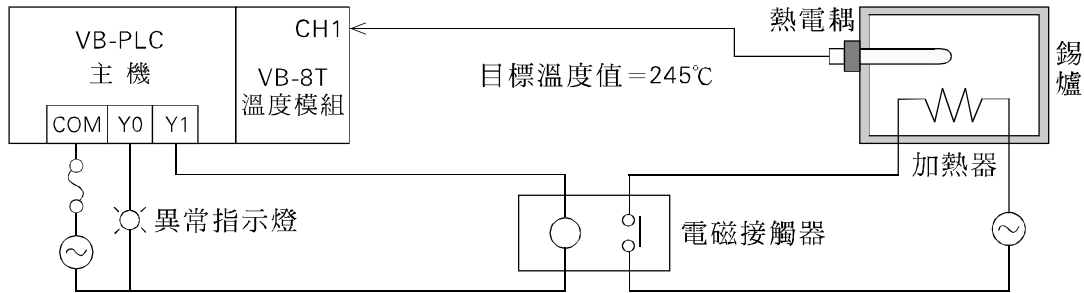 VB-PLC
主機
CH1
VB-8T
溫度模組
COM
Y0
Y1
異常指示燈
目標溫度值=245℃
熱電耦
錫爐
加熱器
電磁接觸器